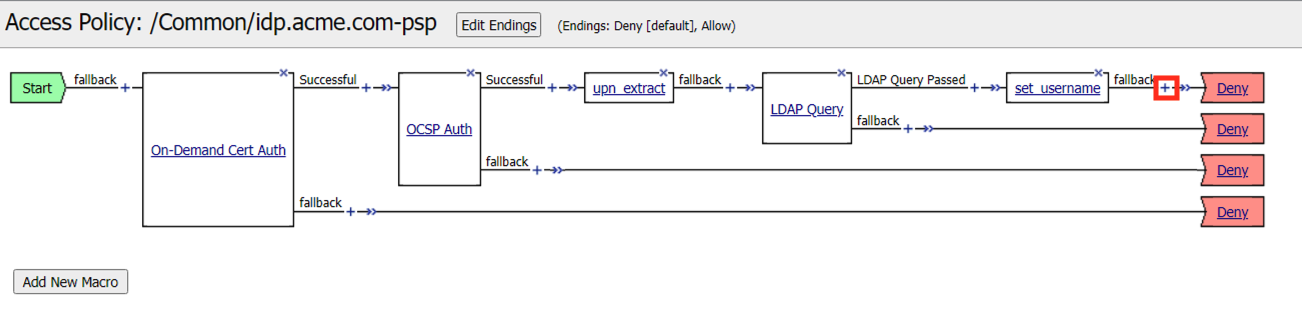 Access Policy: /Common/idp.acme.com-psp Edit Endings (Endings: Deny [default], Allow)
Start fallback + Successful + Successful + upn_extract fallback + LDAP Query Passed + set_username fallback + Deny
LDAP Query
fallback + Deny
OCSP Auth
On-Demand Cert Auth
fallback + Deny
fallback + Deny
Add New Macro